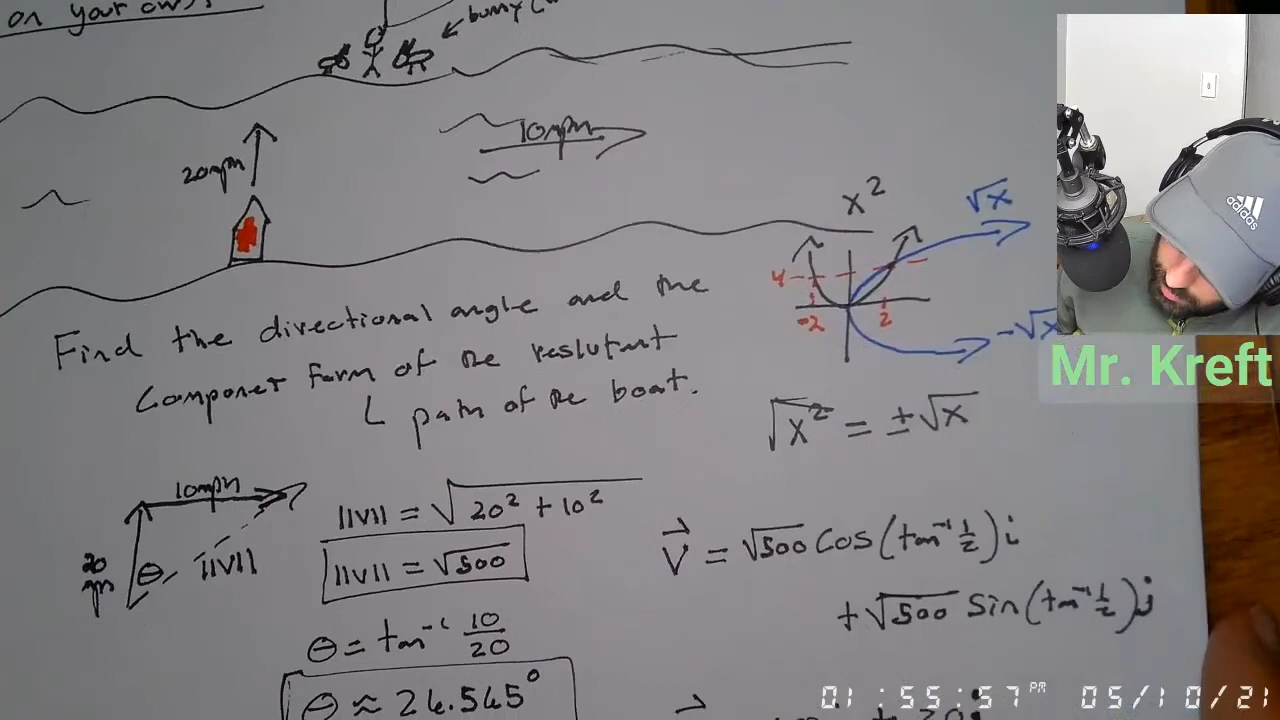 on your own:
bunny
10mph
20mph
x²
√x
4
-2
2
-√x
Find the directional angle and the
Component form of the reslutant
path of the boat.
√x² = ±√x
adidas
Mr. Kreft
10mph
20
mph
θ
||V||
||V|| = √20² + 10²
||V|| = √500
θ = tan⁻¹ 10/20
θ ≈ 26.565°
V = √500 Cos(tan⁻¹ 1/2)i
+ √500 Sin(tan⁻¹ 1/2)j
01:55:57 PM 05/10/21